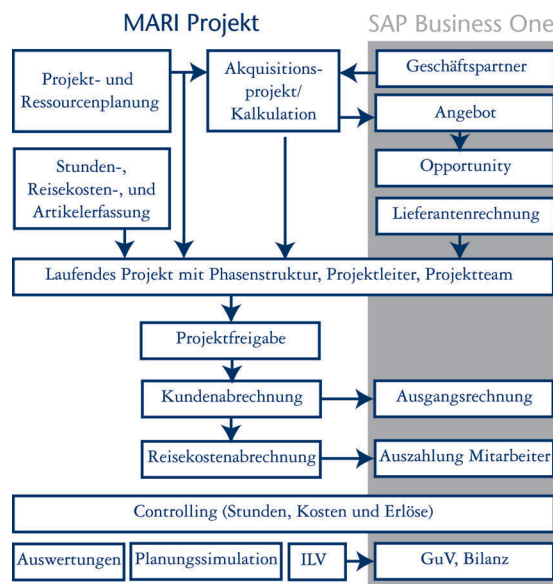 MARI Projekt
SAP Business One
Projekt- und
Ressourcenplanung
Akquisitions-
projekt/
Kalkulation
Geschäftspartner
Angebot
Opportunity
Stunden-,
Reisekosten-, und
Artikelerfassung
Lieferantenrechnung
Laufendes Projekt mit Phasenstruktur, Projektleiter, Projektteam
Projektfreigabe
Kundenabrechnung
Ausgangsrechnung
Reisekostenabrechnung
Auszahlung Mitarbeiter
Controlling (Stunden, Kosten und Erlöse)
Auswertungen
Planungssimulation
ILV
GuV, Bilanz